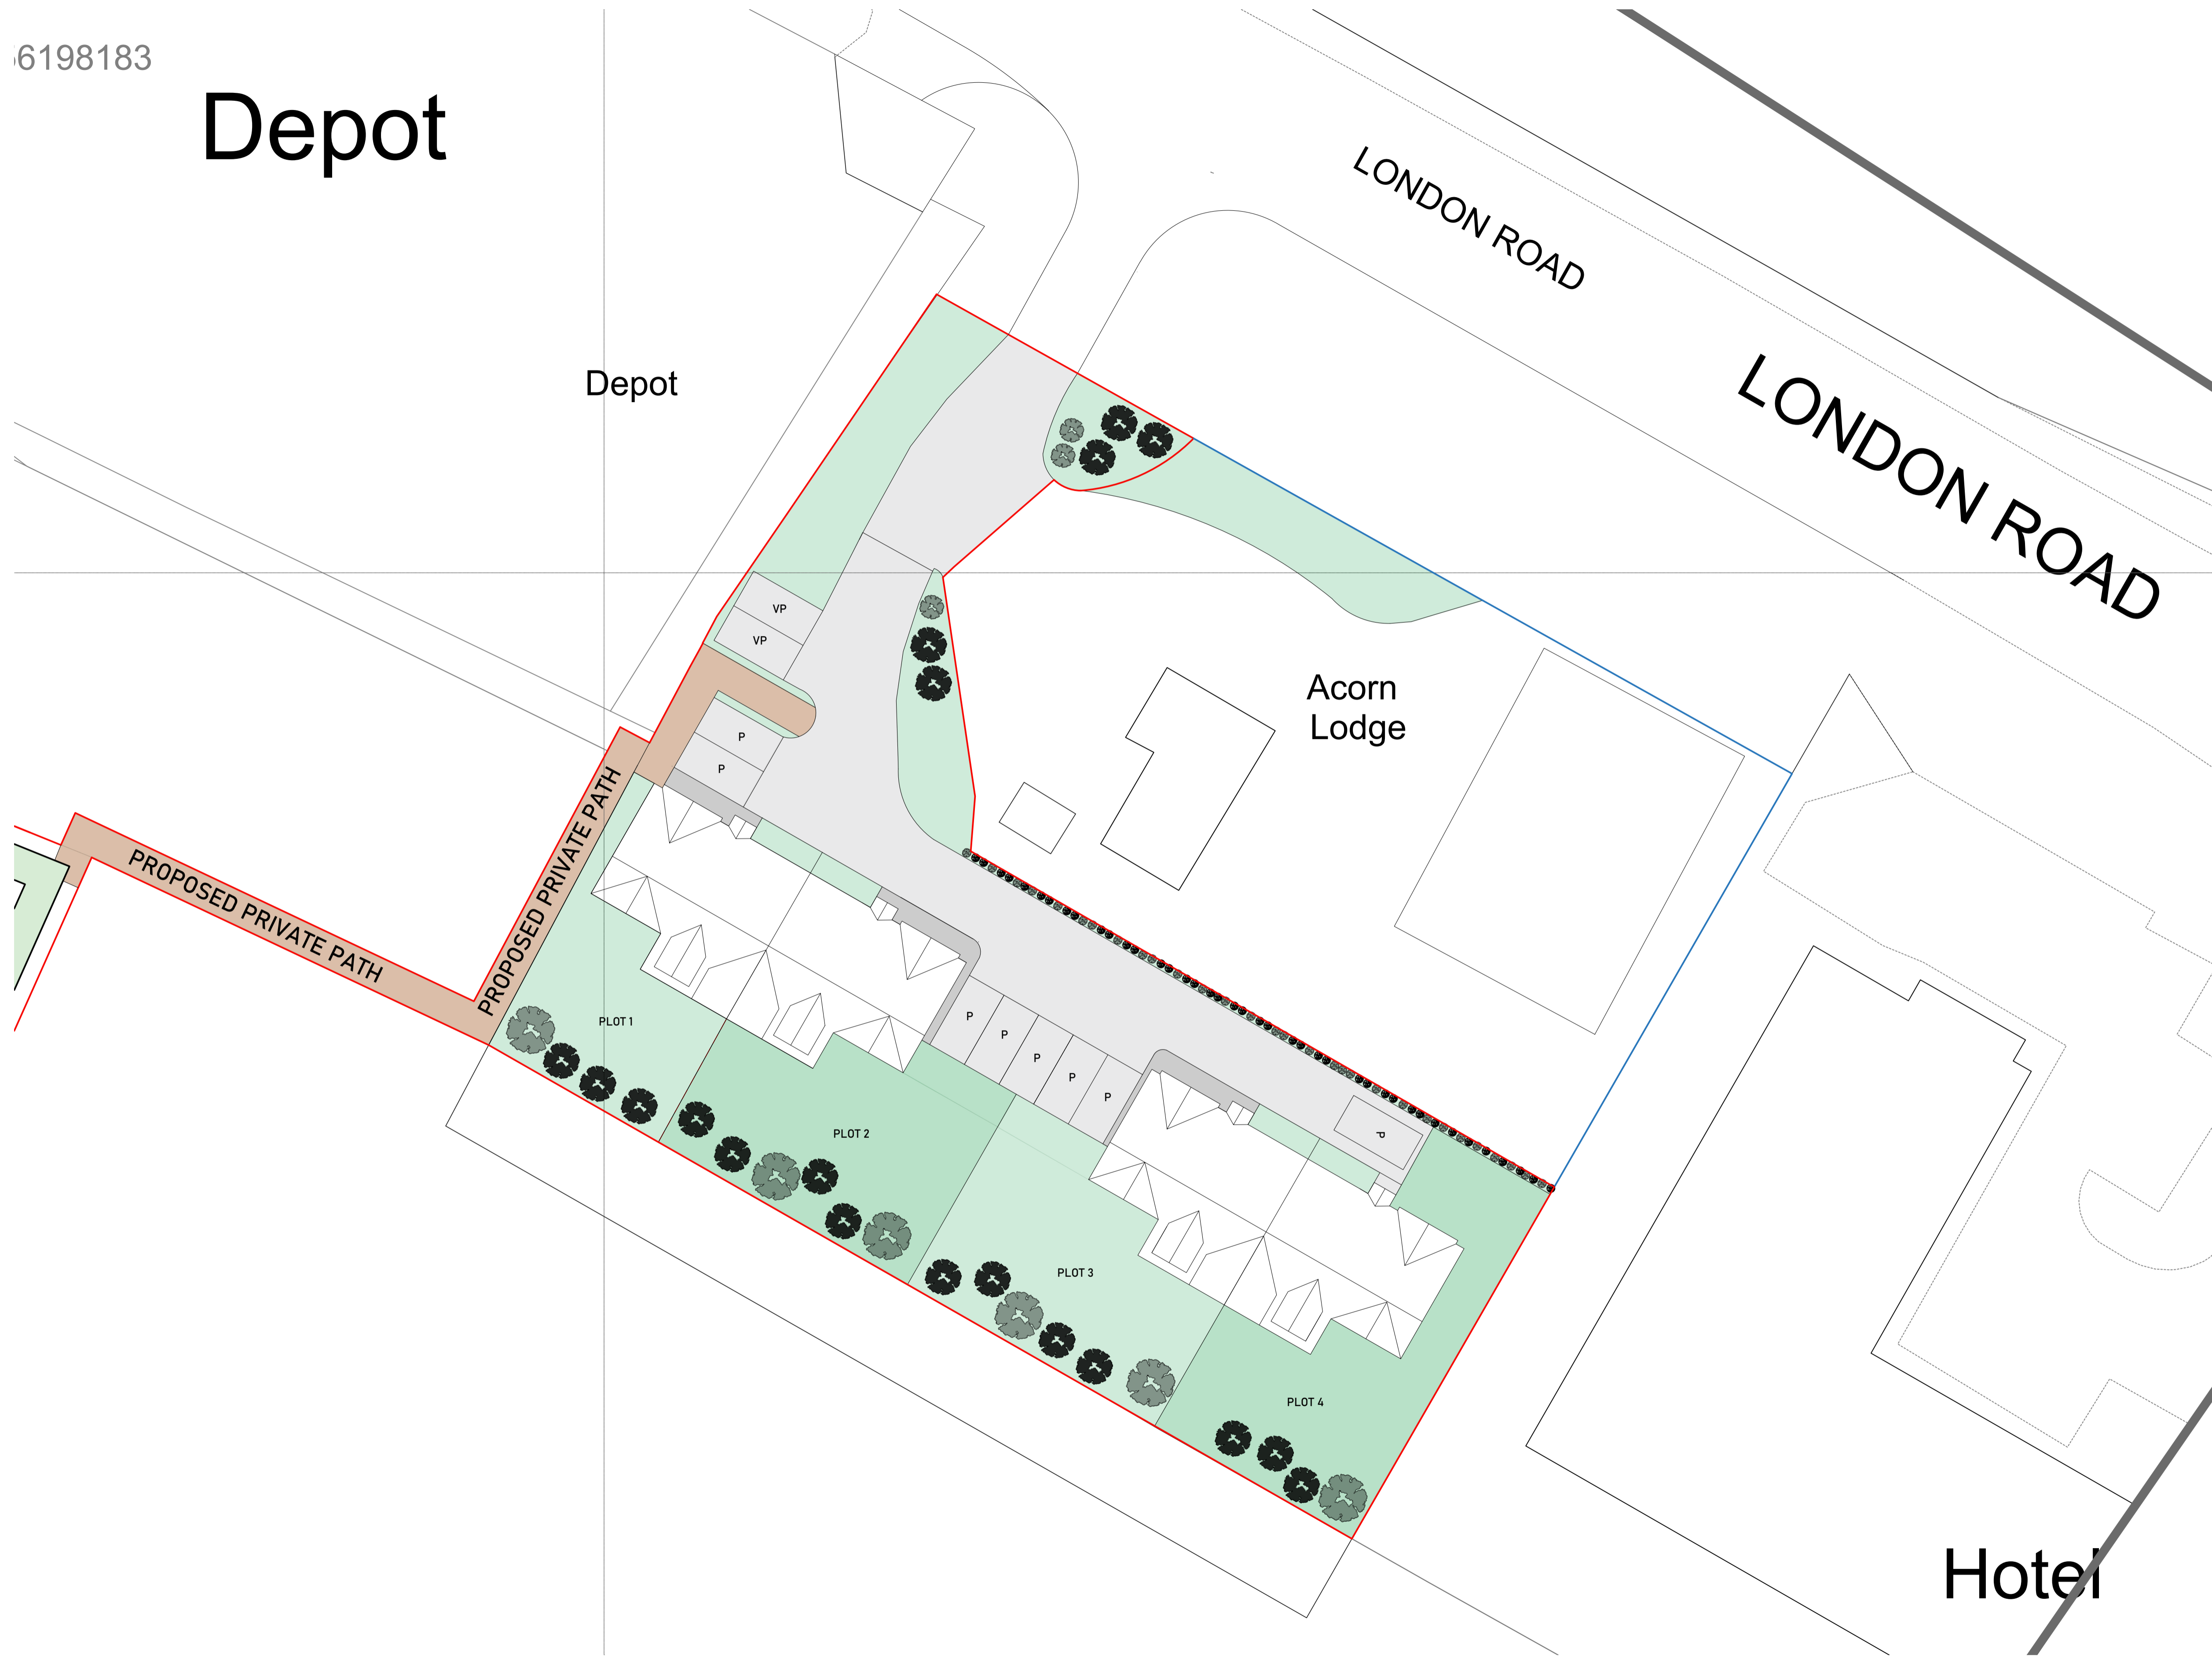 6198183
Depot
LONDON ROAD
LONDON ROAD
Depot
VP
VP
Acorn
Lodge
P
P
PROPOSED PRIVATE PATH
PROPOSED PRIVATE PATH
PLOT 1
P
P
P
P
P
P
PLOT 2
PLOT 3
PLOT 4
Hotel